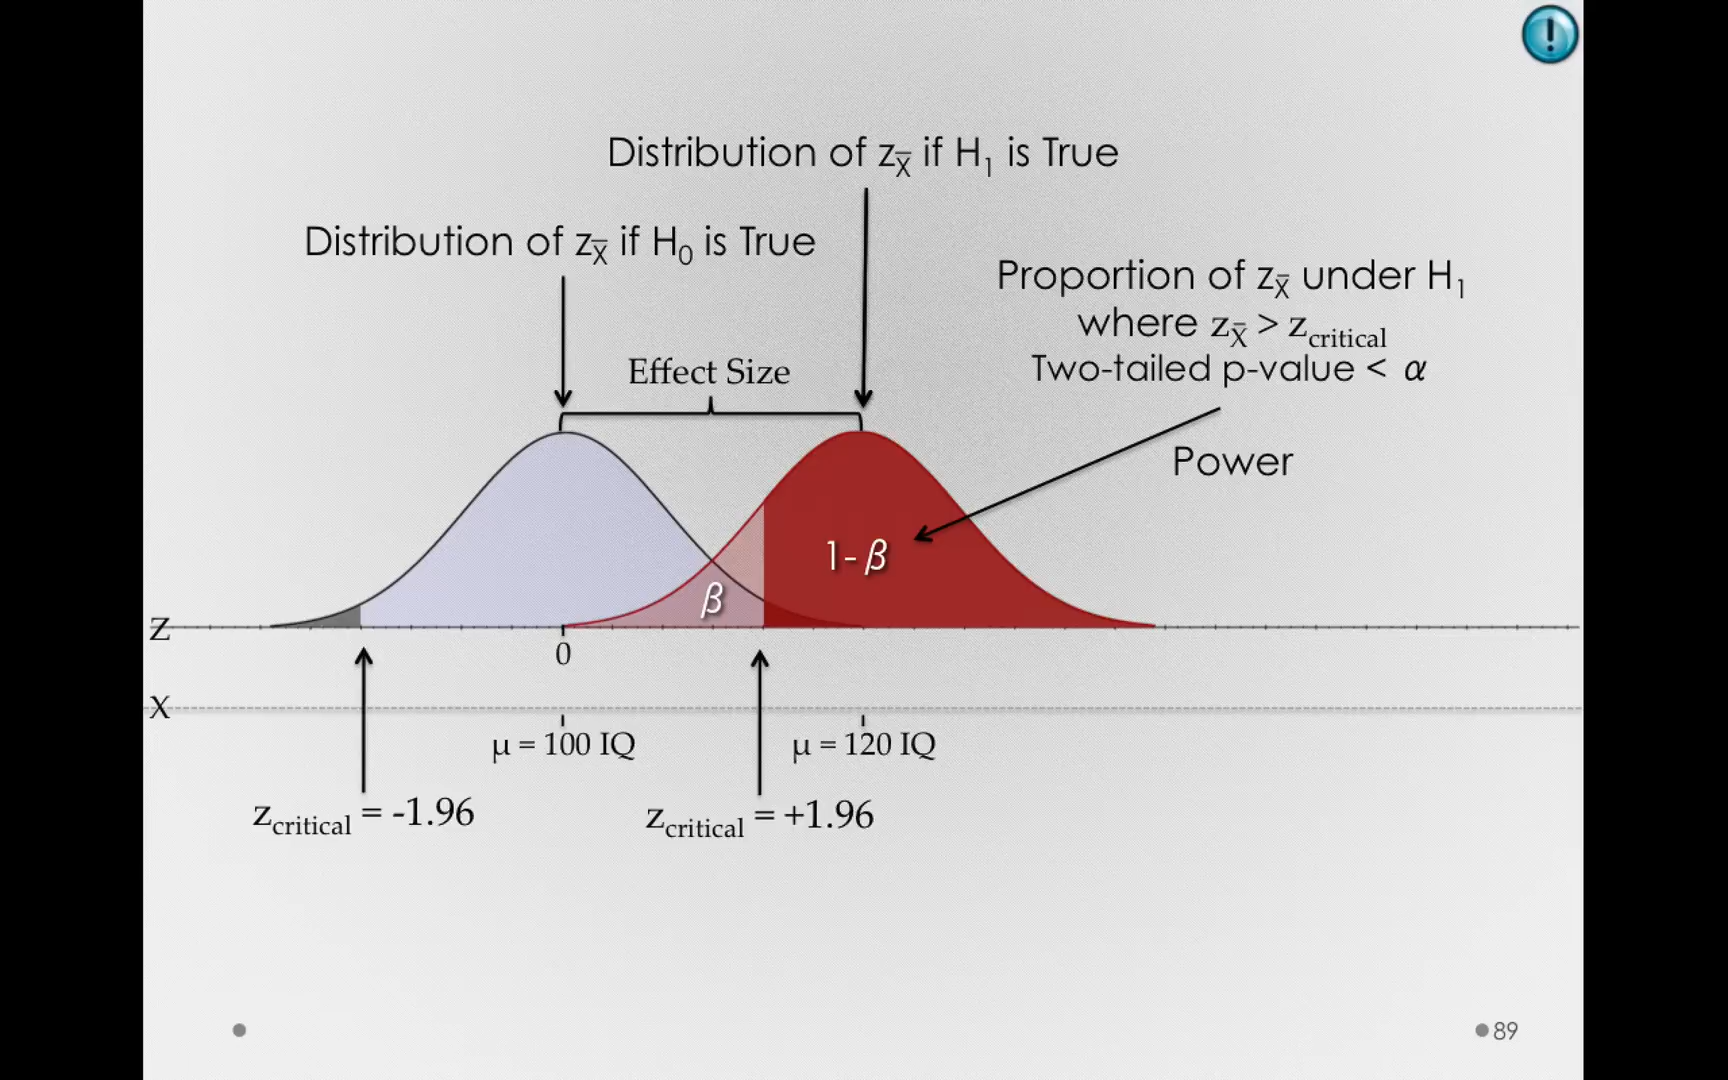 Distribution of z_X̄ if H₁ is True
Distribution of z_X̄ if H₀ is True
Proportion of z_X̄ under H₁
where z_X̄ > z_critical
Two-tailed p-value < α
Effect Size
Power
1- β
β
Z
0
X
μ = 100 IQ
μ = 120 IQ
z_critical = -1.96
z_critical = +1.96
89